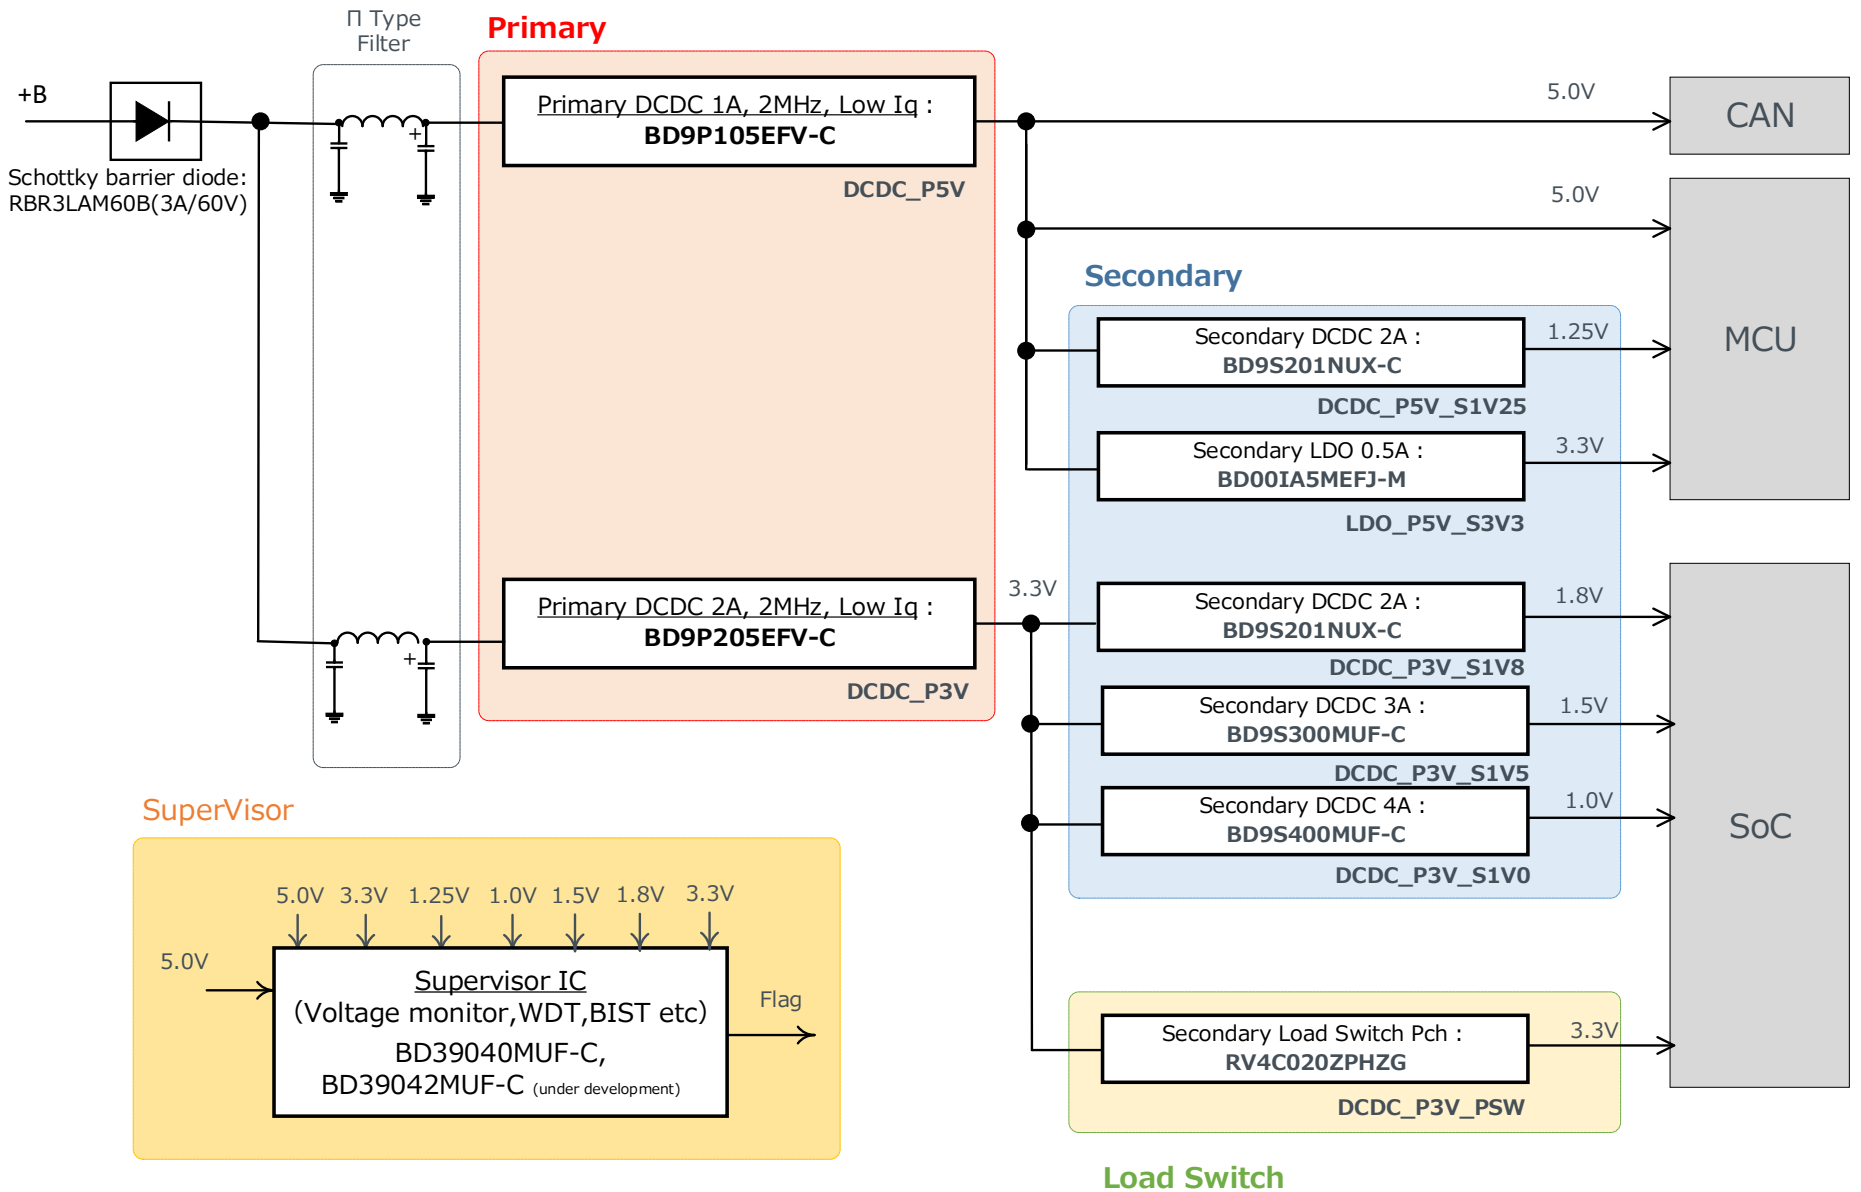 Π Type
Filter
Primary
+B
Schottky barrier diode:
RBR3LAM60B(3A/60V)
Primary DCDC 1A, 2MHz, Low Iq :
BD9P105EFV-C
DCDC_P5V
5.0V
CAN
5.0V
MCU
Secondary
Secondary DCDC 2A :
BD9S201NUX-C
1.25V
DCDC_P5V_S1V25
Secondary LDO 0.5A :
BD00IA5MEFJ-M
3.3V
LDO_P5V_S3V3
Primary DCDC 2A, 2MHz, Low Iq :
BD9P205EFV-C
DCDC_P3V
3.3V
Secondary DCDC 2A :
BD9S201NUX-C
1.8V
DCDC_P3V_S1V8
Secondary DCDC 3A :
BD9S300MUF-C
1.5V
DCDC_P3V_S1V5
Secondary DCDC 4A :
BD9S400MUF-C
1.0V
DCDC_P3V_S1V0
SoC
Secondary Load Switch Pch :
RV4C020ZPHZG
3.3V
DCDC_P3V_PSW
Load Switch
SuperVisor
5.0V 3.3V 1.25V 1.0V 1.5V 1.8V 3.3V
5.0V
Supervisor IC
(Voltage monitor,WDT,BIST etc)
BD39040MUF-C,
BD39042MUF-C (under development)
Flag
+
+